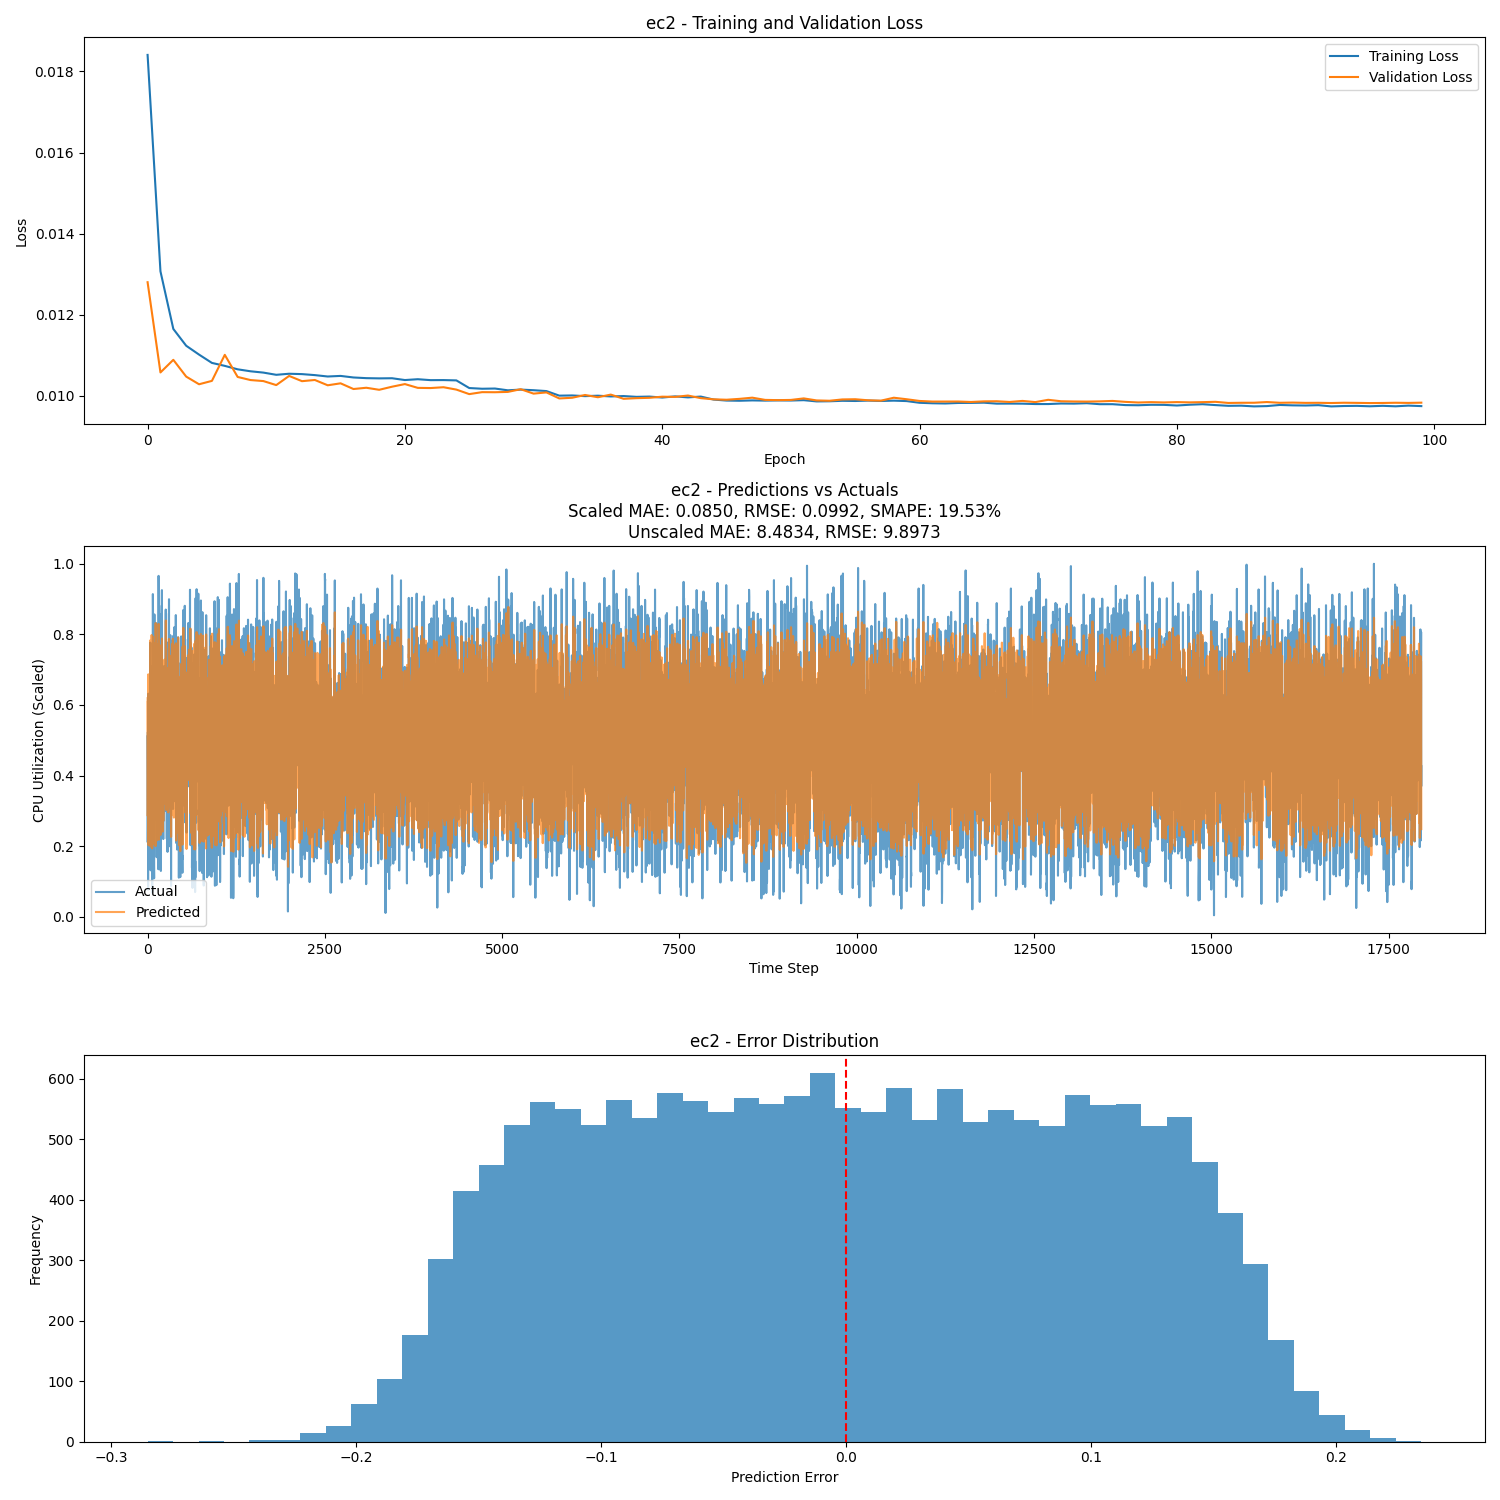 ec2 - Training and Validation Loss
Training Loss
Validation Loss
0.018
0.016
0.014
0.012
0.010
Loss
0
20
40
60
80
100
Epoch
ec2 - Predictions vs Actuals
Scaled MAE: 0.0850, RMSE: 0.0992, SMAPE: 19.53%
Unscaled MAE: 8.4834, RMSE: 9.8973
1.0
0.8
0.6
0.4
0.2
0.0
CPU Utilization (Scaled)
Actual
Predicted
0
2500
5000
7500
10000
12500
15000
17500
Time Step
ec2 - Error Distribution
600
500
400
300
200
100
0
Frequency
−0.3
−0.2
−0.1
0.0
0.1
0.2
Prediction Error